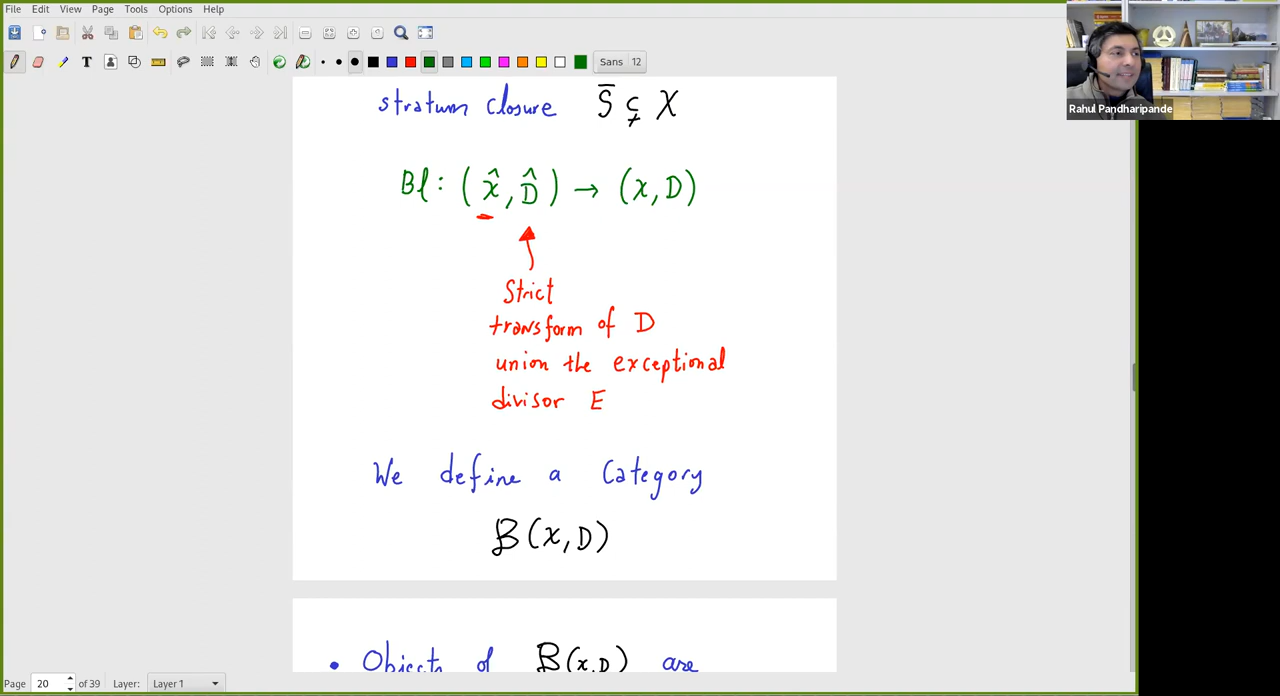 File Edit View Page Tools Options Help
Sans 12
Rahul Pandharipande
stratum closure S̄ ⊊ X
Bl: (X̂, D̂) → (X, D)
Strict
transform of D
union the exceptional
divisor E
We define a Category
B(X, D)
• Objects of B(X,D) are
Page 20 of 39 Layer: Layer 1